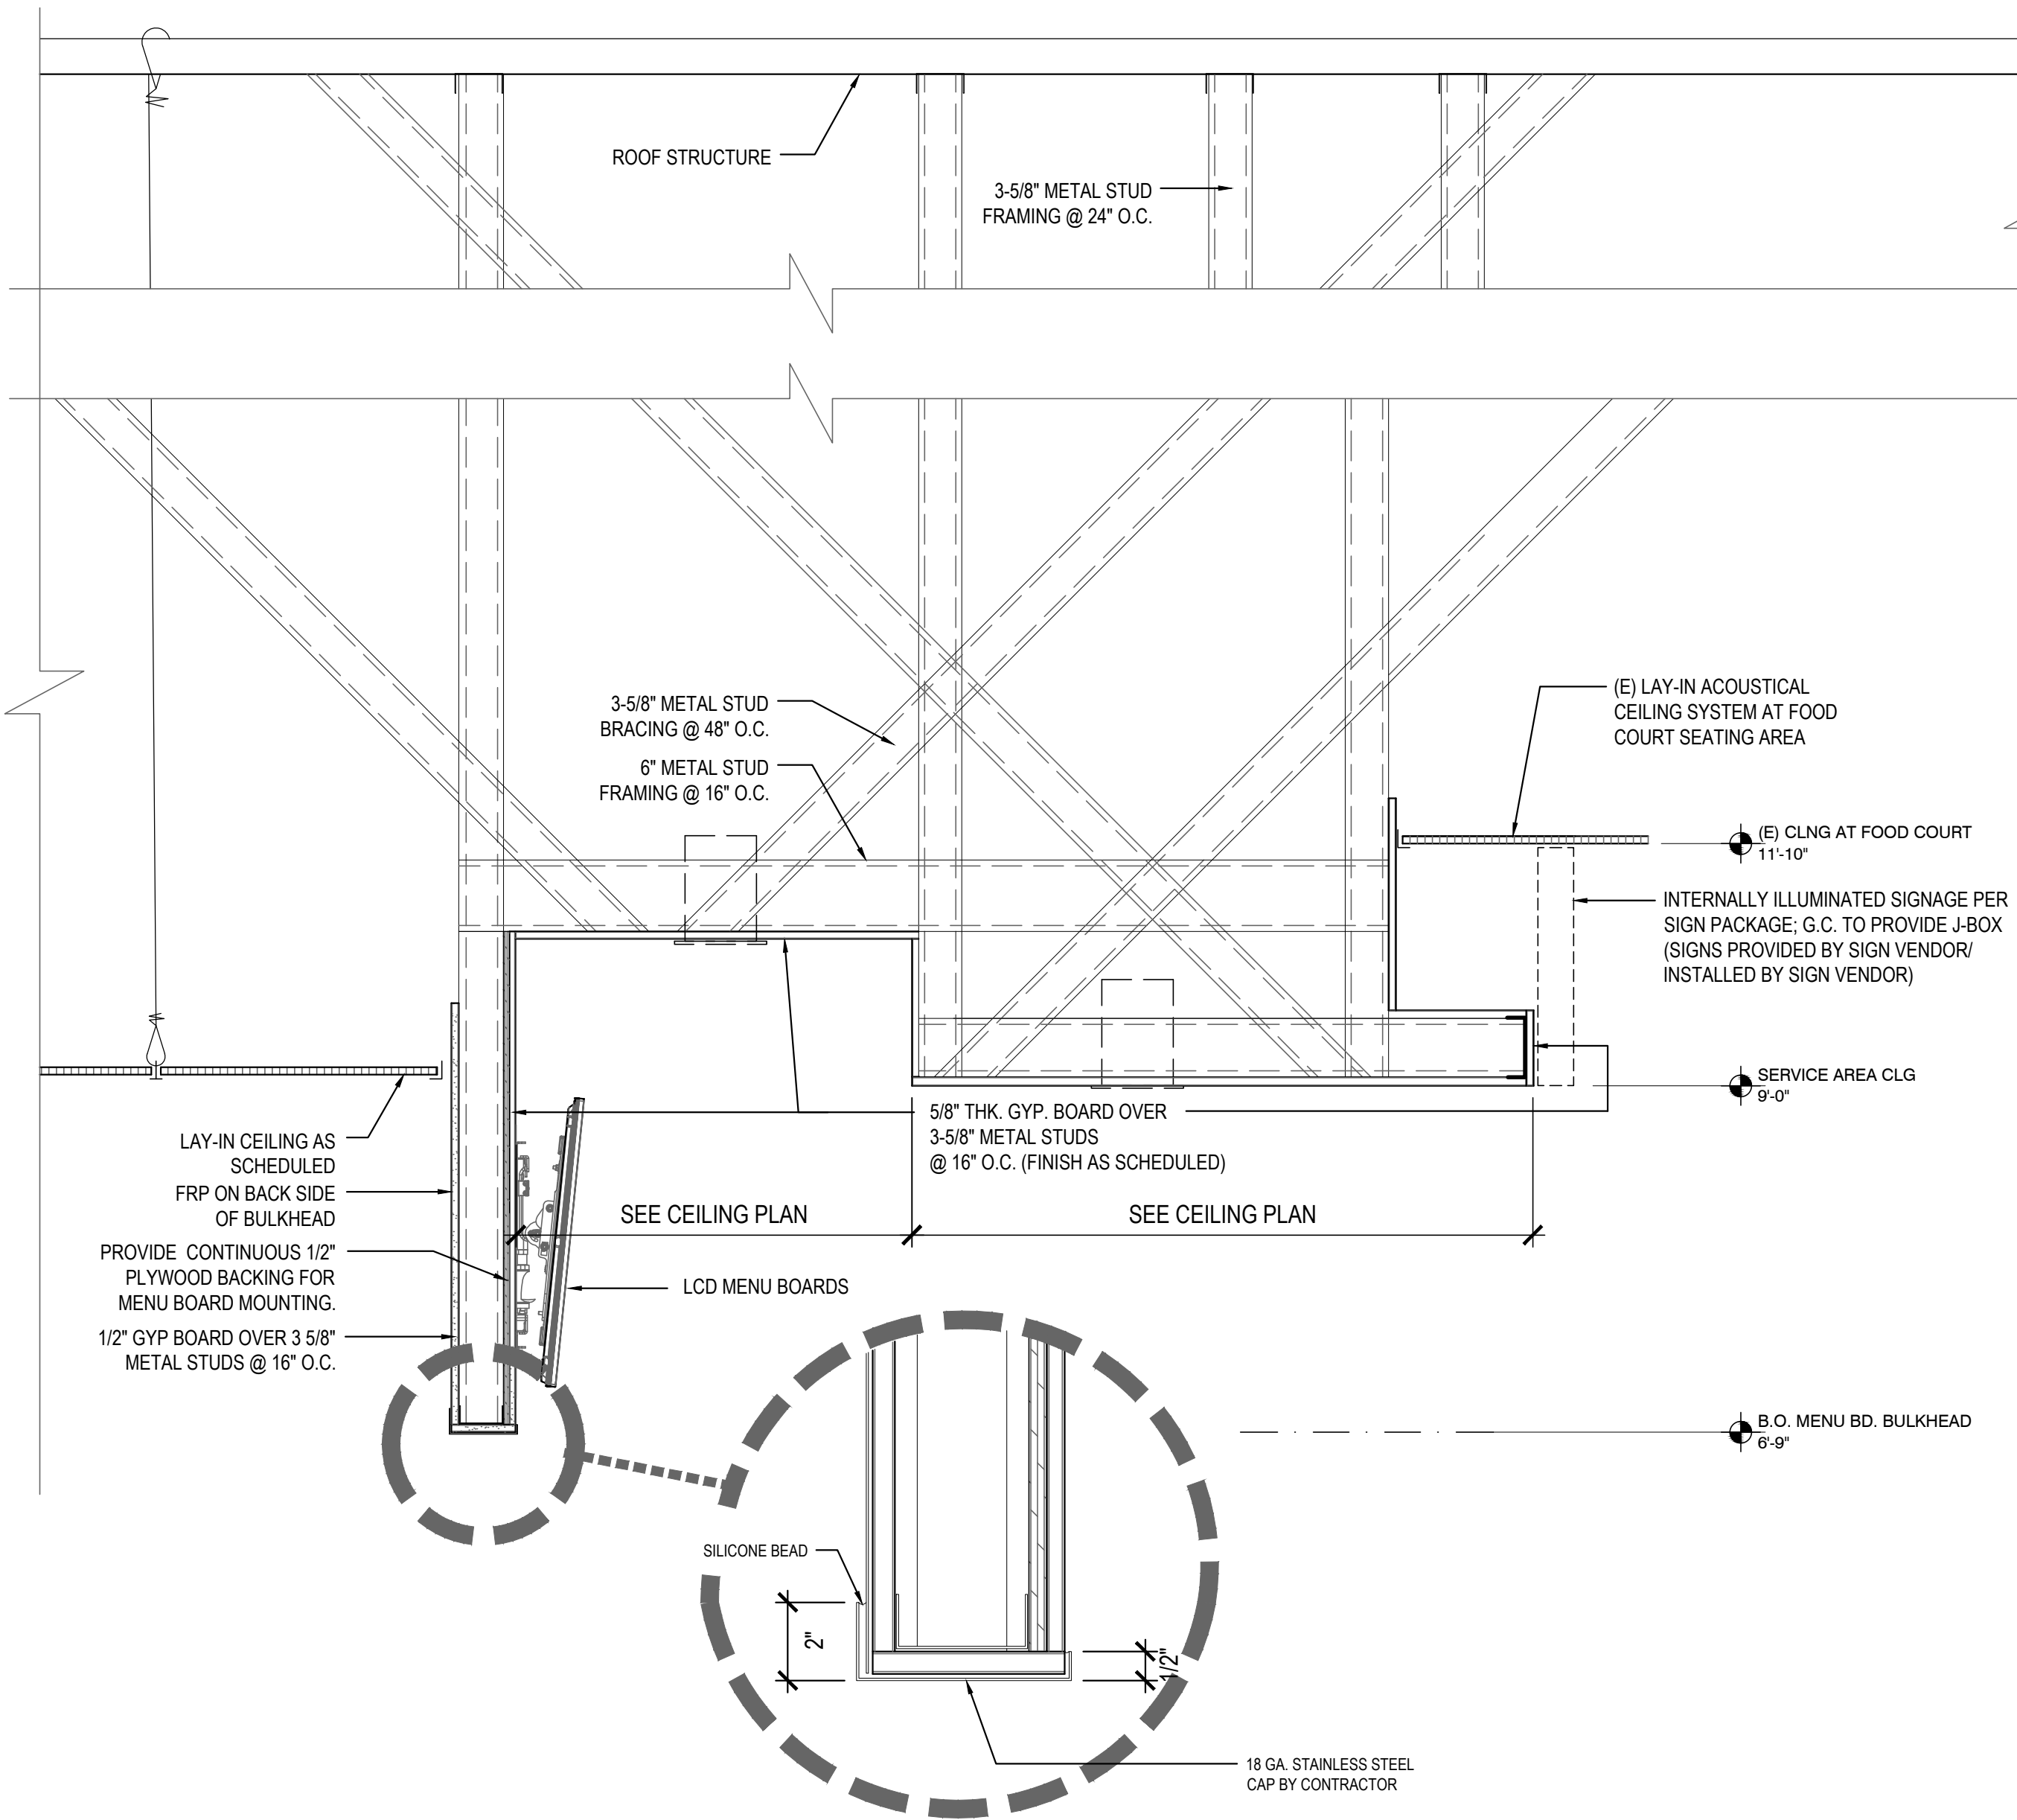 ROOF STRUCTURE
3-5/8" METAL STUD
FRAMING @ 24" O.C.
3-5/8" METAL STUD
BRACING @ 48" O.C.
6" METAL STUD
FRAMING @ 16" O.C.
(E) LAY-IN ACOUSTICAL
CEILING SYSTEM AT FOOD
COURT SEATING AREA
(E) CLNG AT FOOD COURT
11'-10"
INTERNALLY ILLUMINATED SIGNAGE PER
SIGN PACKAGE; G.C. TO PROVIDE J-BOX
(SIGNS PROVIDED BY SIGN VENDOR/
INSTALLED BY SIGN VENDOR)
SERVICE AREA CLG
9'-0"
5/8" THK. GYP. BOARD OVER
3-5/8" METAL STUDS
@ 16" O.C. (FINISH AS SCHEDULED)
LAY-IN CEILING AS
SCHEDULED
FRP ON BACK SIDE
OF BULKHEAD
PROVIDE CONTINUOUS 1/2"
PLYWOOD BACKING FOR
MENU BOARD MOUNTING.
1/2" GYP BOARD OVER 3 5/8"
METAL STUDS @ 16" O.C.
SEE CEILING PLAN
SEE CEILING PLAN
LCD MENU BOARDS
B.O. MENU BD. BULKHEAD
6'-9"
SILICONE BEAD
2"
1/2"
18 GA. STAINLESS STEEL
CAP BY CONTRACTOR